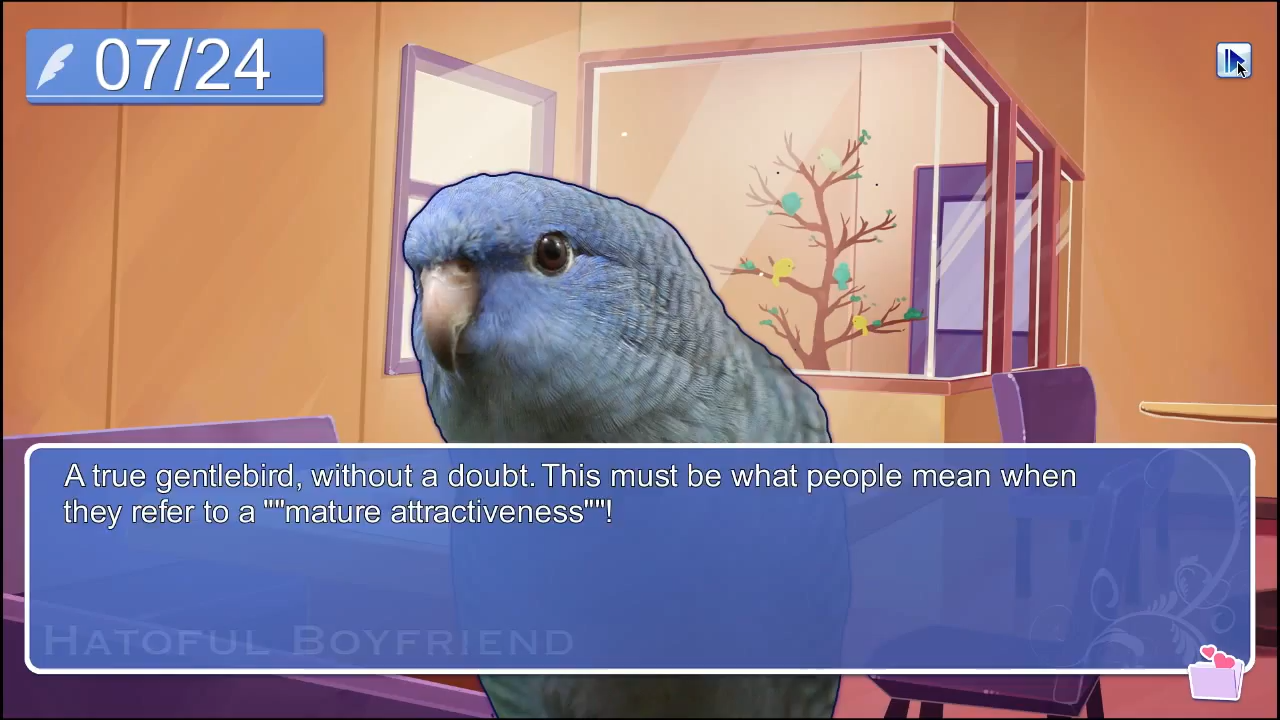 07/24
A true gentlebird, without a doubt. This must be what people mean when
they refer to a ""mature attractiveness""!
HATOFUL BOYFRIEND